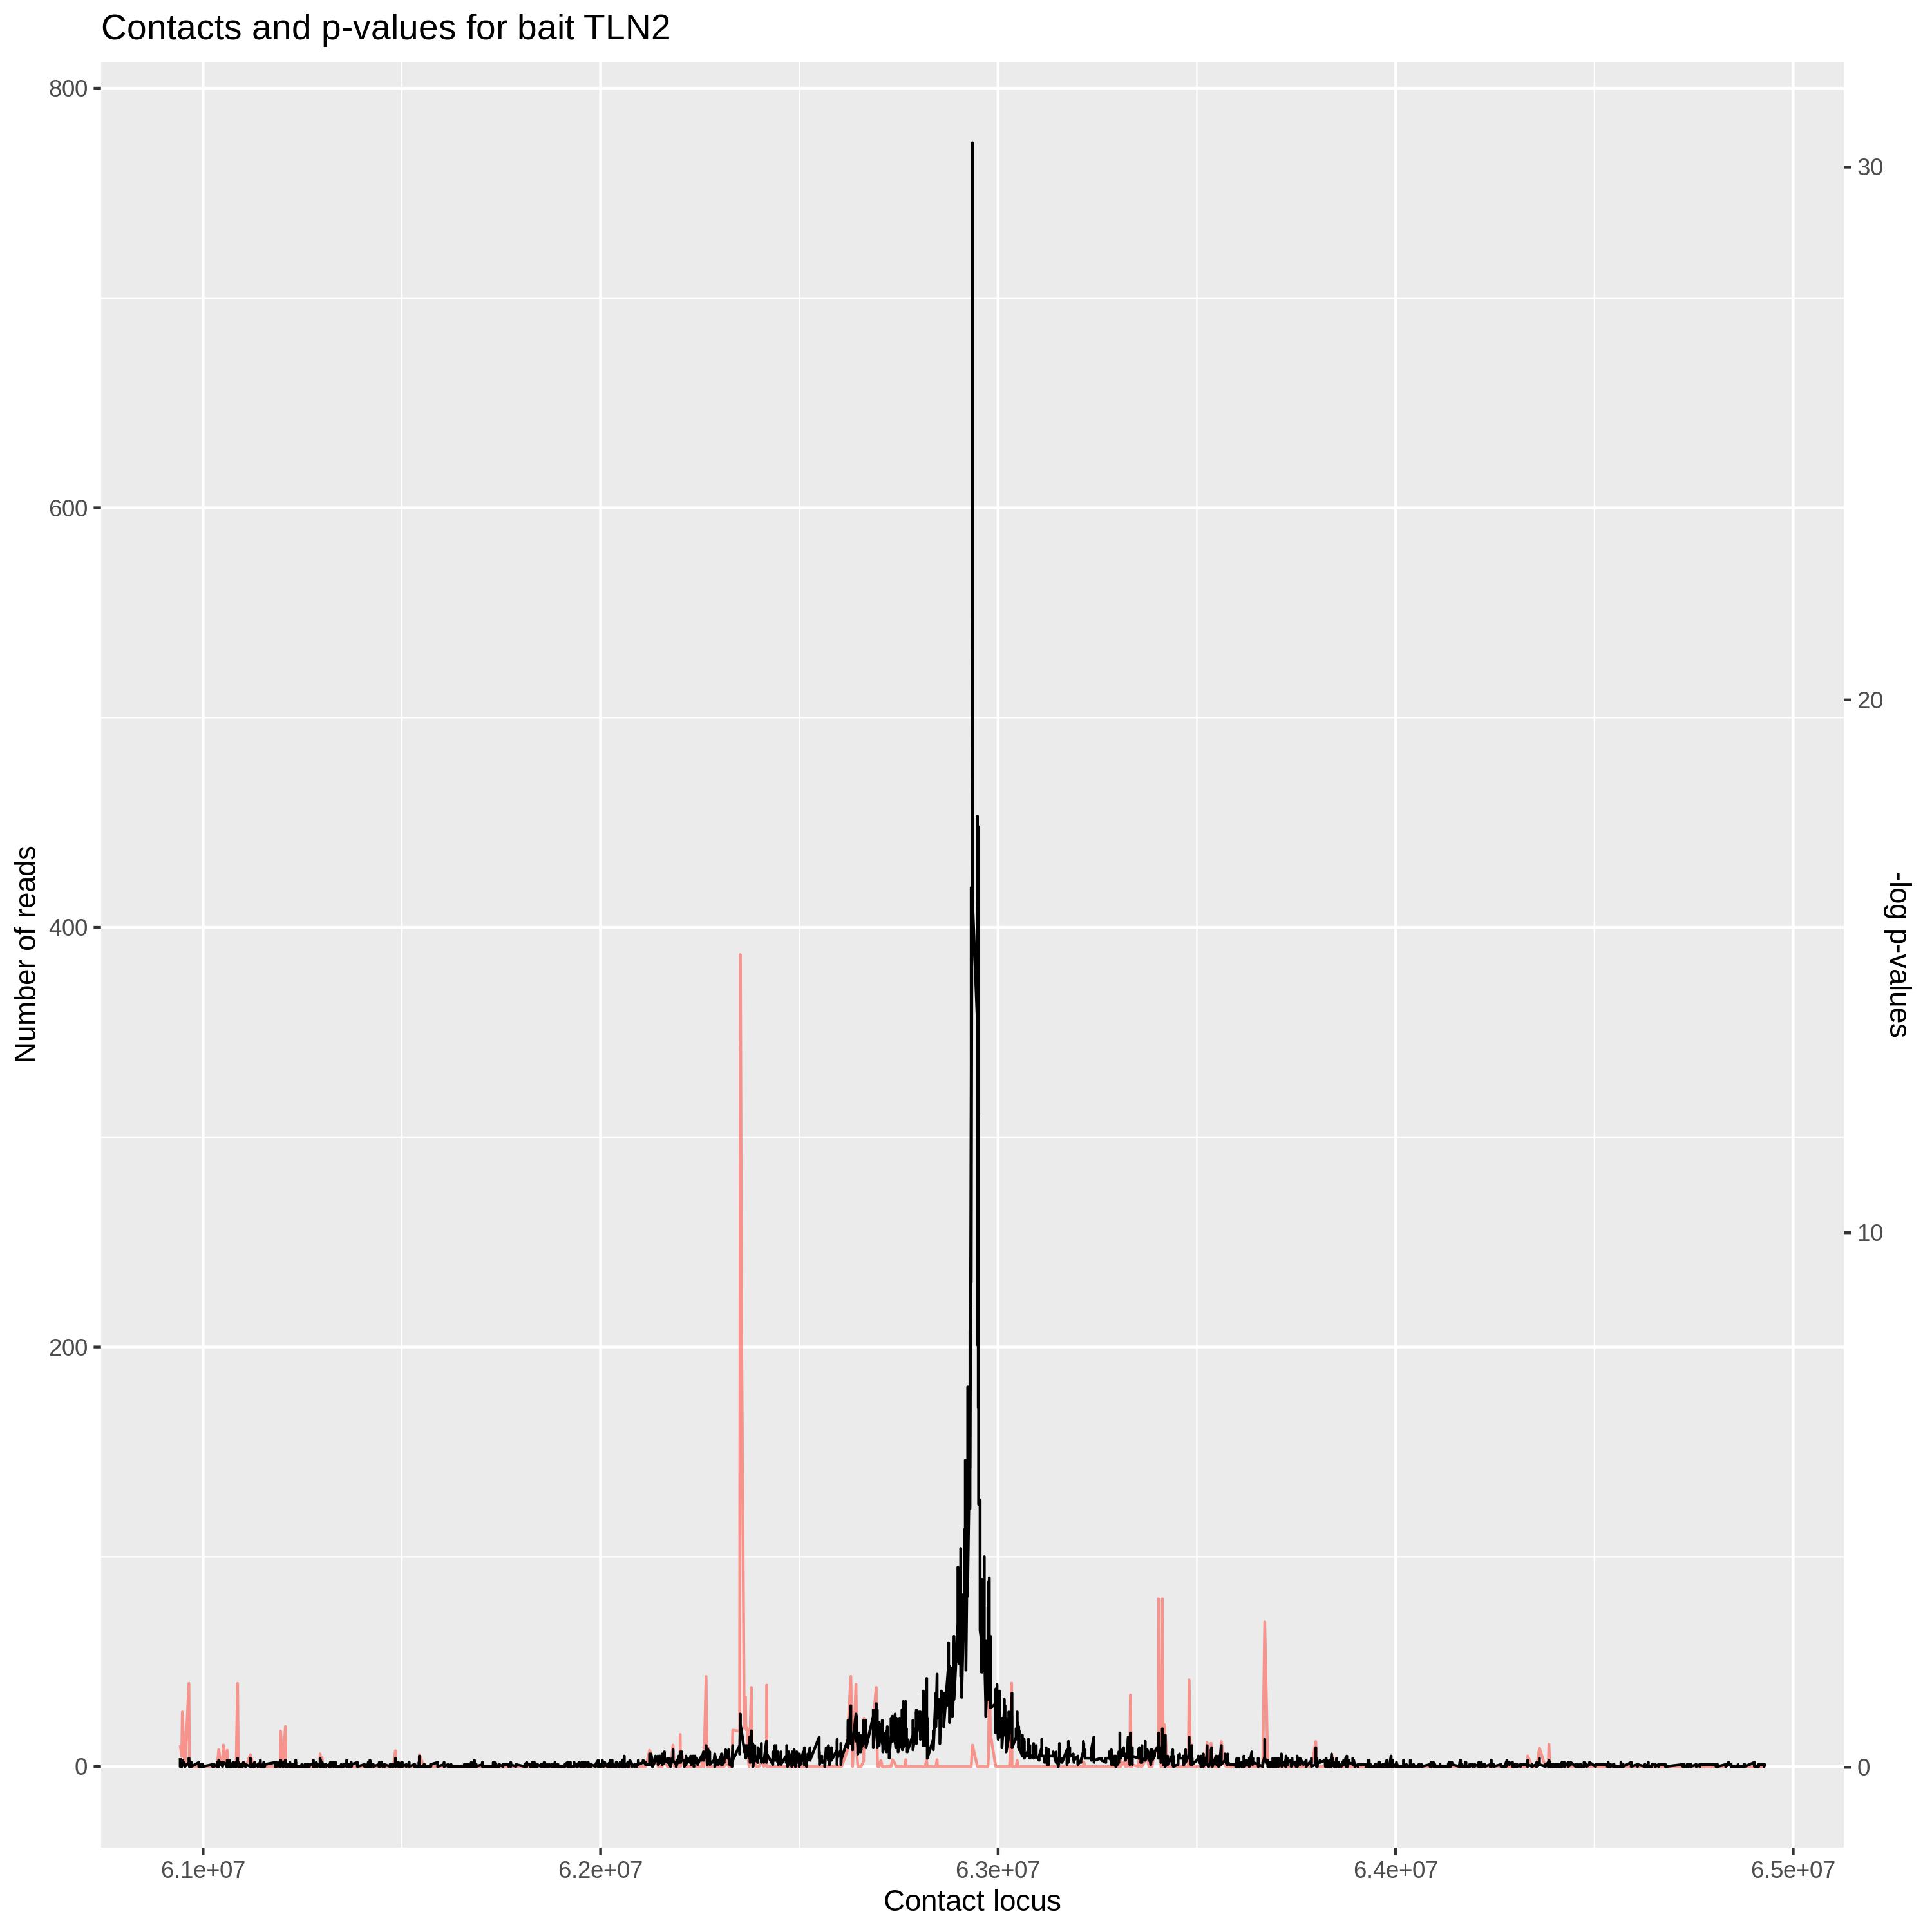 Contacts and p-values for bait TLN2
800
600
400
200
0
Number of reads
30
20
10
0
-log p-values
6.1e+07
6.2e+07
6.3e+07
6.4e+07
6.5e+07
Contact locus